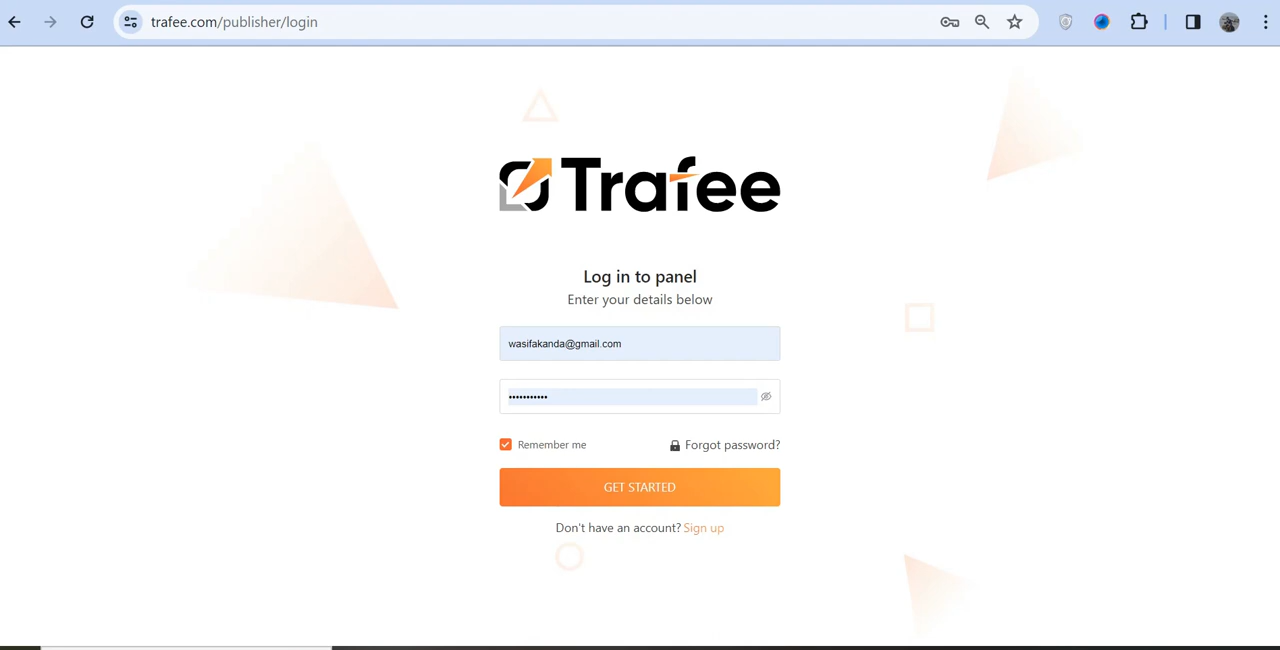 trafee.com/publisher/login
Trafee
Log in to panel
Enter your details below
wasifakanda@gmail.com
•••••••••••
Remember me
Forgot password?
GET STARTED
Don't have an account? Sign up